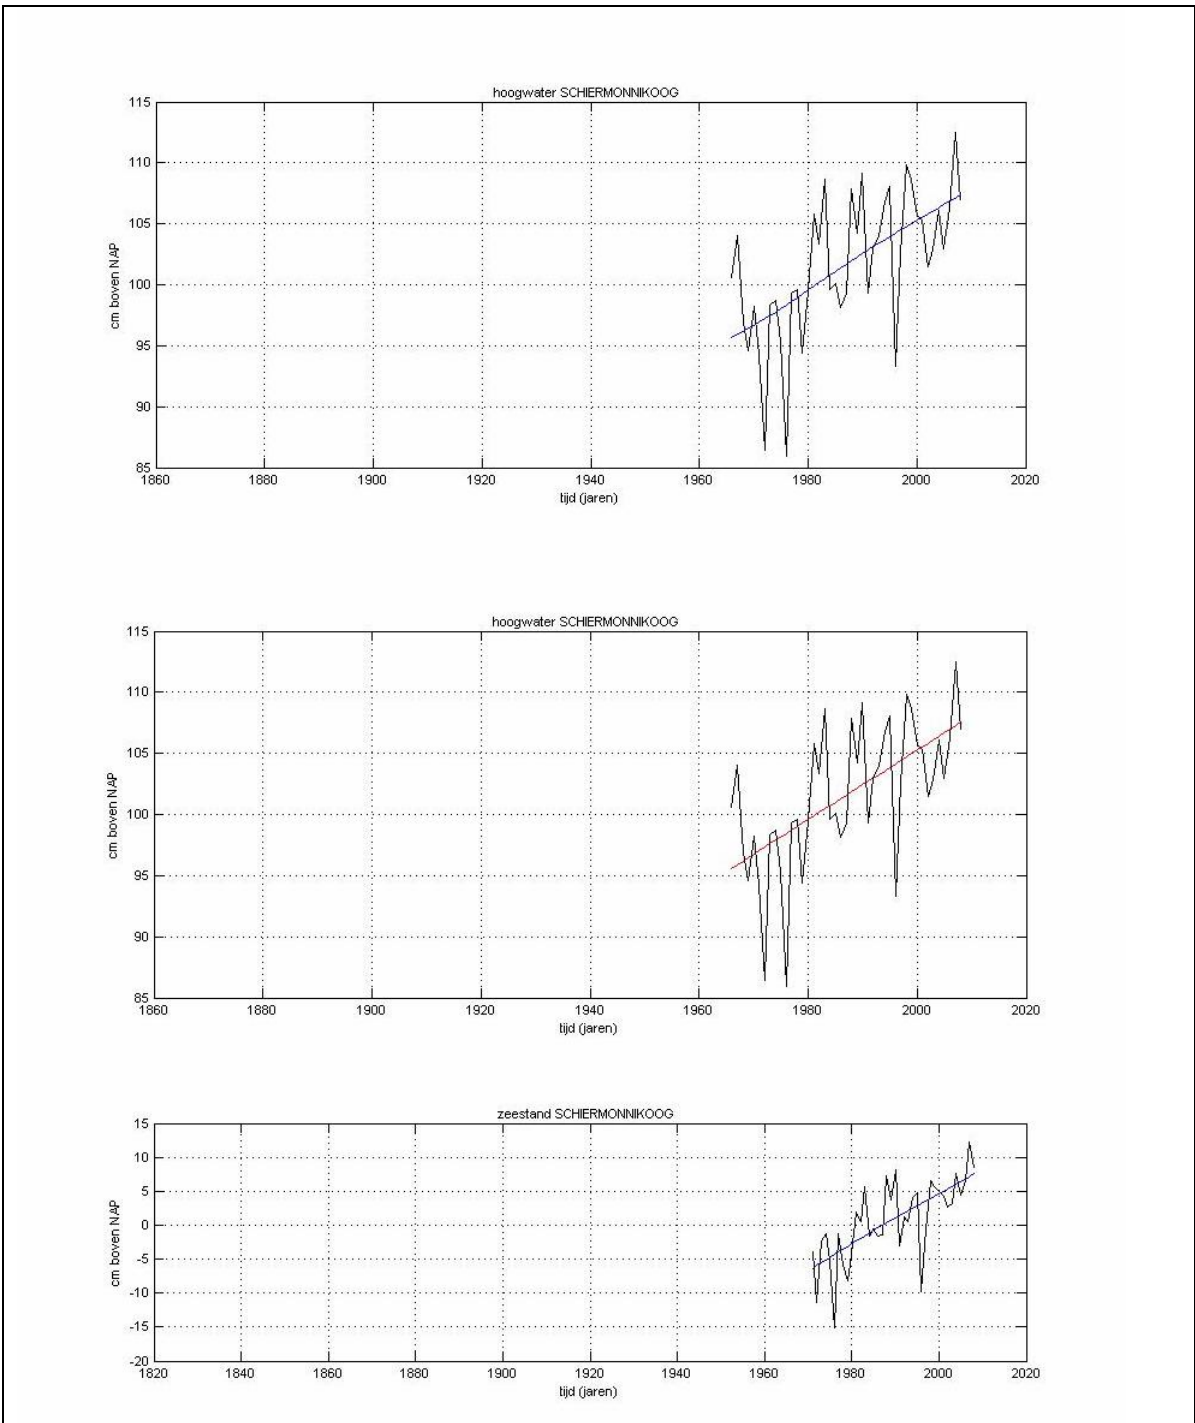 hoogwater SCHIERMONNIKOOG
115
110
105
100
95
90
85
cm boven NAP
1860 1880 1900 1920 1940 1960 1980 2000 2020
tijd (jaren)
hoogwater SCHIERMONNIKOOG
115
110
105
100
95
90
85
cm boven NAP
1860 1880 1900 1920 1940 1960 1980 2000 2020
tijd (jaren)
zeestand SCHIERMONNIKOOG
15
10
5
0
-5
-10
-15
-20
cm boven NAP
1820 1840 1860 1880 1900 1920 1940 1960 1980 2000 2020
tijd (jaren)